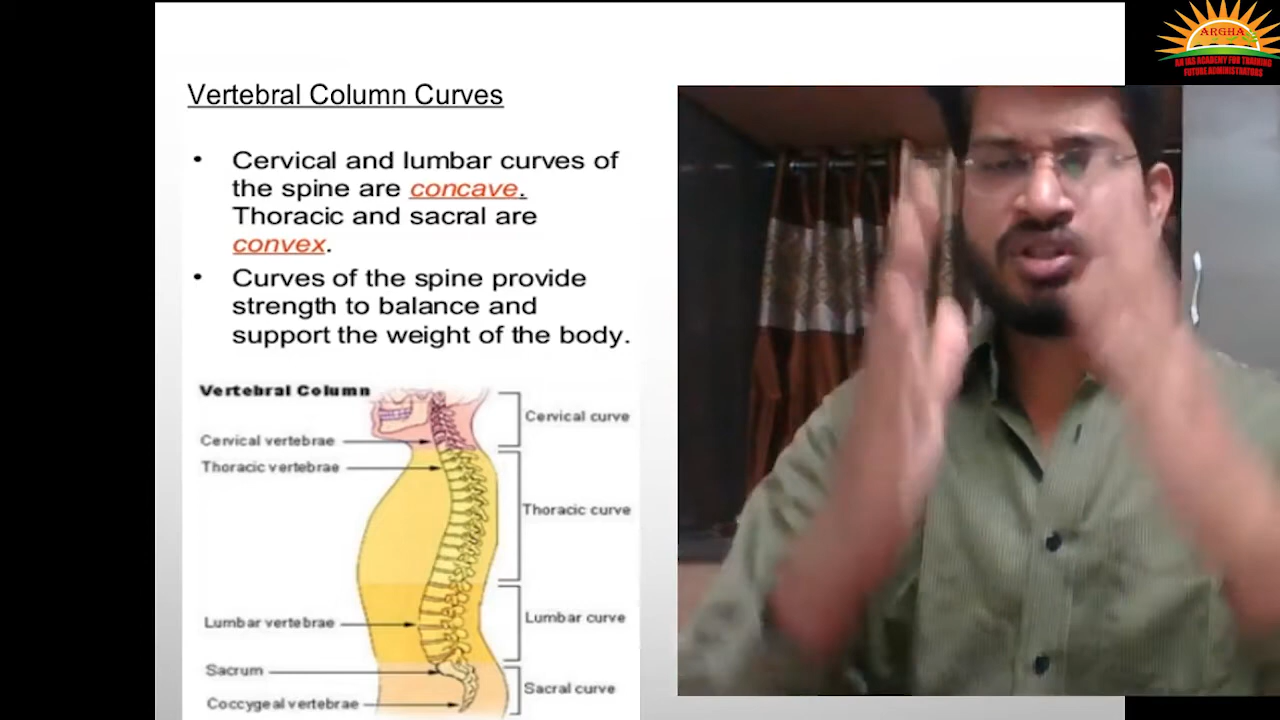 ARGHA
AN IAS ACADEMY FOR TRAINING
FUTURE ADMINISTRATORS
Vertebral Column Curves
• Cervical and lumbar curves of
the spine are concave.
Thoracic and sacral are
convex.
• Curves of the spine provide
strength to balance and
support the weight of the body.
Vertebral Column
Cervical curve
Cervical vertebrae
Thoracic vertebrae
Thoracic curve
Lumbar vertebrae
Lumbar curve
Sacrum
Sacral curve
Coccygeal vertebrae